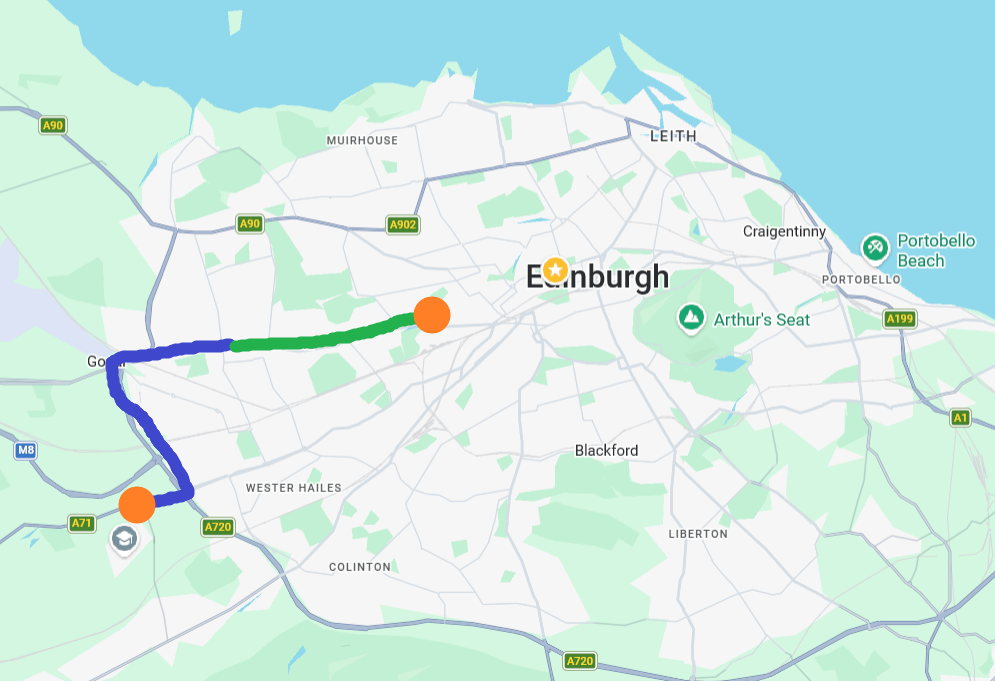 A90
MUIRHOUSE
LEITH
A90
A902
Craigentinny
Portobello
Beach
Edinburgh
PORTOBELLO
Arthur's Seat
A199
A1
M8
Blackford
WESTER HAILES
A71
A720
LIBERTON
COLINTON
A720